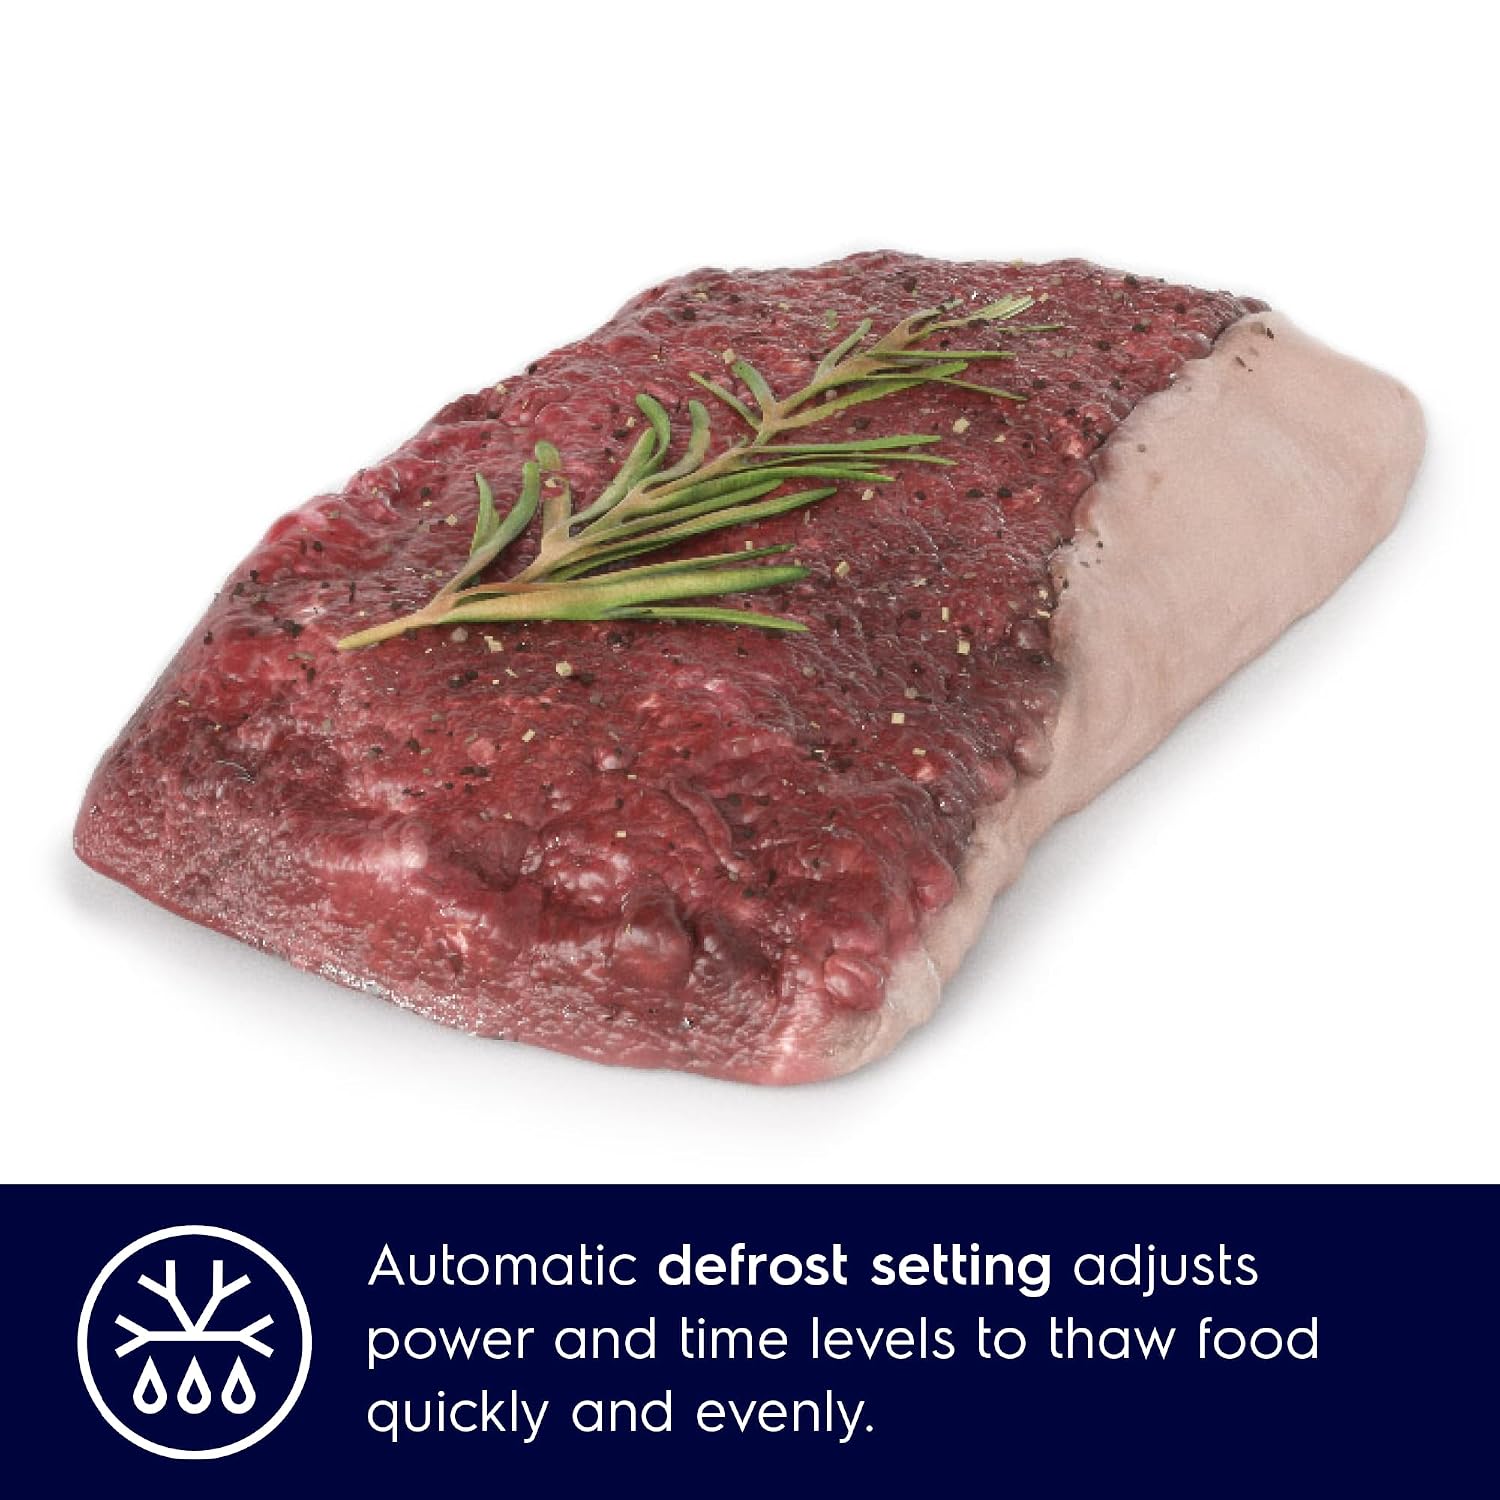 Automatic defrost setting adjusts
power and time levels to thaw food
quickly and evenly.